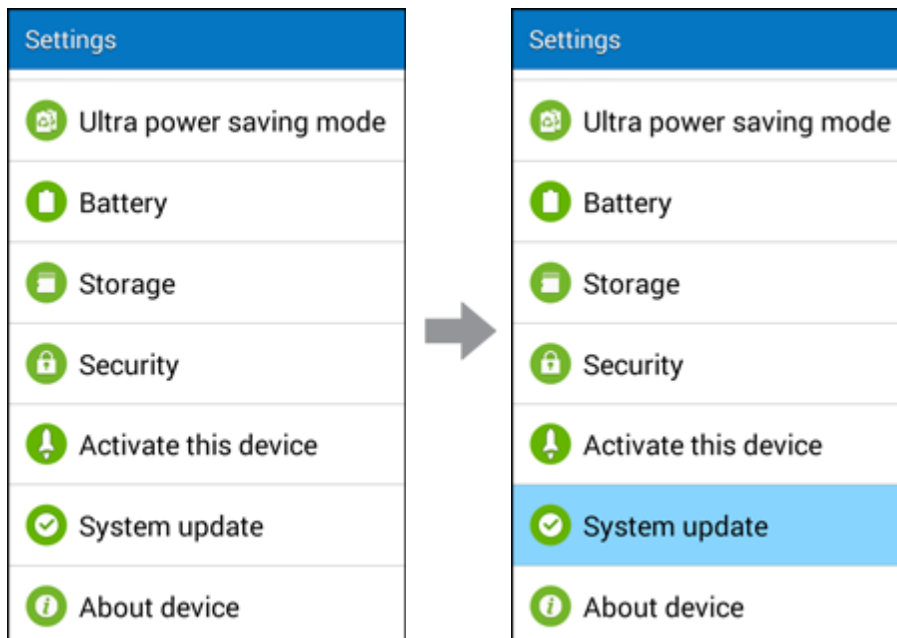 Settings
Ultra power saving mode
Battery
Storage
Security
Activate this device
System update
About device
Settings
Ultra power saving mode
Battery
Storage
Security
Activate this device
System update
About device